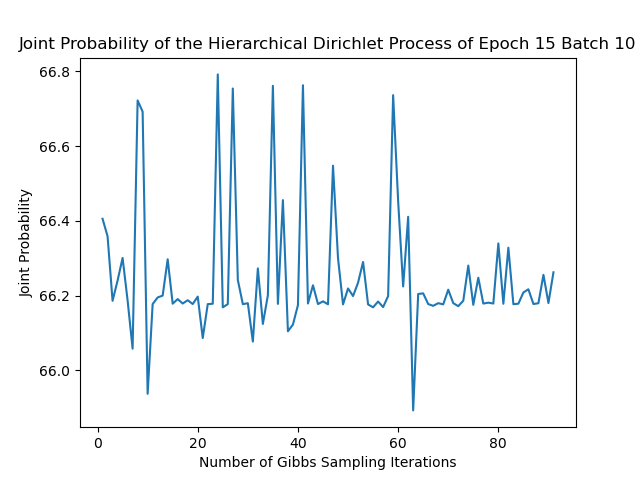 Joint Probability of the Hierarchical Dirichlet Process of Epoch 15 Batch 10
66.8
66.6
66.4
66.2
66.0
Joint Probability
0 20 40 60 80
Number of Gibbs Sampling Iterations